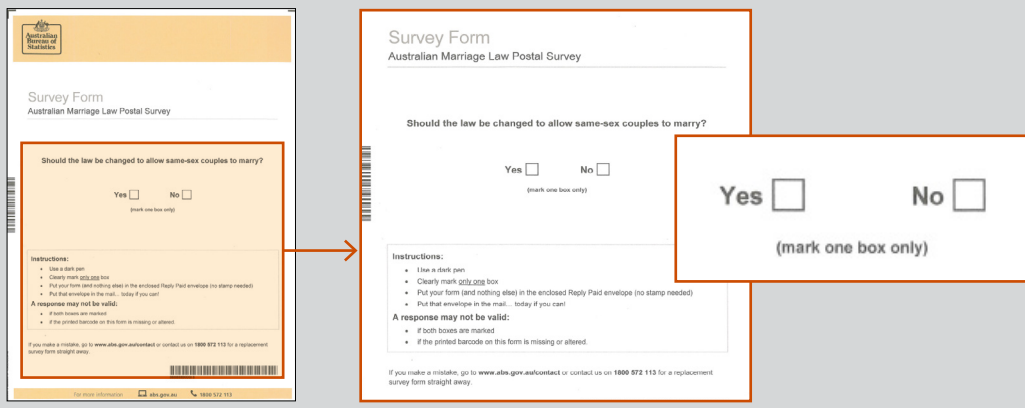 Australian
Bureau of
Statistics
Survey Form
Australian Marriage Law Postal Survey
Should the law be changed to allow same-sex couples to marry?
Yes No
(mark one box only)
Instructions:
• Use a dark pen
• Clearly mark only one box
• Put your form (and nothing else) in the enclosed Reply Paid envelope (no stamp needed)
• Put that envelope in the mail... today if you can!
A response may not be valid:
• if both boxes are marked
• if the printed barcode on this form is missing or altered.
If you make a mistake, go to www.abs.gov.au/contact or contact us on 1800 572 113 for a replacement
survey form straight away.
For more information abs.gov.au 1800 572 113
Survey Form
Australian Marriage Law Postal Survey
Should the law be changed to allow same-sex couples to marry?
Yes No
(mark one box only)
Instructions:
• Use a dark pen
• Clearly mark only one box
• Put your form (and nothing else) in the enclosed Reply Paid envelope (no stamp needed)
• Put that envelope in the mail... today if you can!
A response may not be valid:
• if both boxes are marked
• if the printed barcode on this form is missing or altered.
If you make a mistake, go to www.abs.gov.au/contact or contact us on 1800 572 113 for a replacement
survey form straight away.
Yes No
(mark one box only)